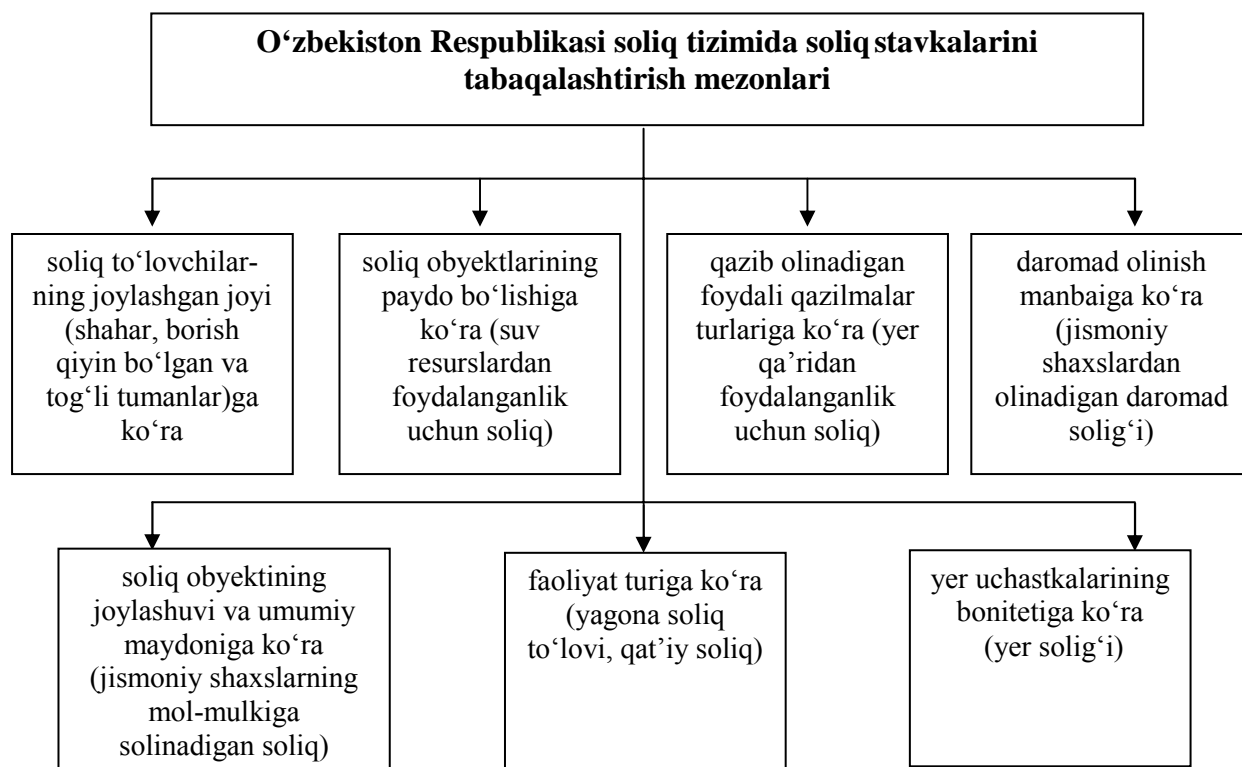 O‘zbekiston Respublikasi soliq tizimida soliq stavkalarini
tabaqalashtirish mezonlari
soliq to‘lovchilar-
ning joylashgan joyi
(shahar, borish
qiyin bo‘lgan va
tog‘li tumanlar)ga
ko‘ra
soliq obyektlarining
paydo bo‘lishiga
ko‘ra (suv
resurslardan
foydalanganlik
uchun soliq)
qazib olinadigan
foydali qazilmalar
turlariga ko‘ra (yer
qa’ridan
foydalanganlik
uchun soliq)
daromad olinish
manbaiga ko‘ra
(jismoniy
shaxslardan
olinadigan daromad
solig‘i)
soliq obyektining
joylashuvi va umumiy
maydoniga ko‘ra
(jismoniy shaxslarning
mol-mulkiga
solinadigan soliq)
faoliyat turiga ko‘ra
(yagona soliq
to‘lovi, qat’iy soliq)
yer uchastkalarining
bonitetiga ko‘ra
(yer solig‘i)